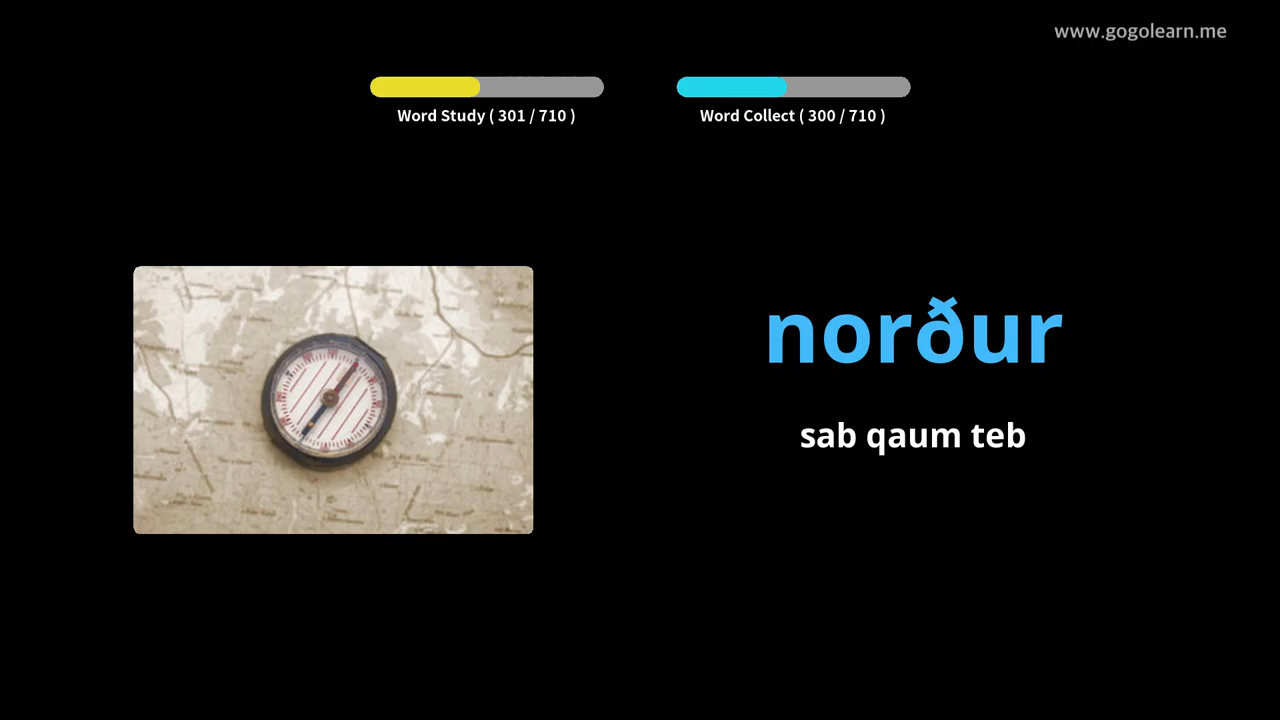 www.gogolearn.me
Word Study ( 301 / 710 )
Word Collect ( 300 / 710 )
norður
sab qaum teb